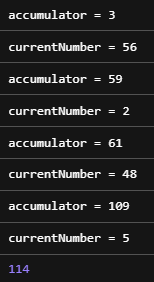 accumulator = 3
currentNumber = 56
accumulator = 59
currentNumber = 2
accumulator = 61
currentNumber = 48
accumulator = 109
currentNumber = 5
114